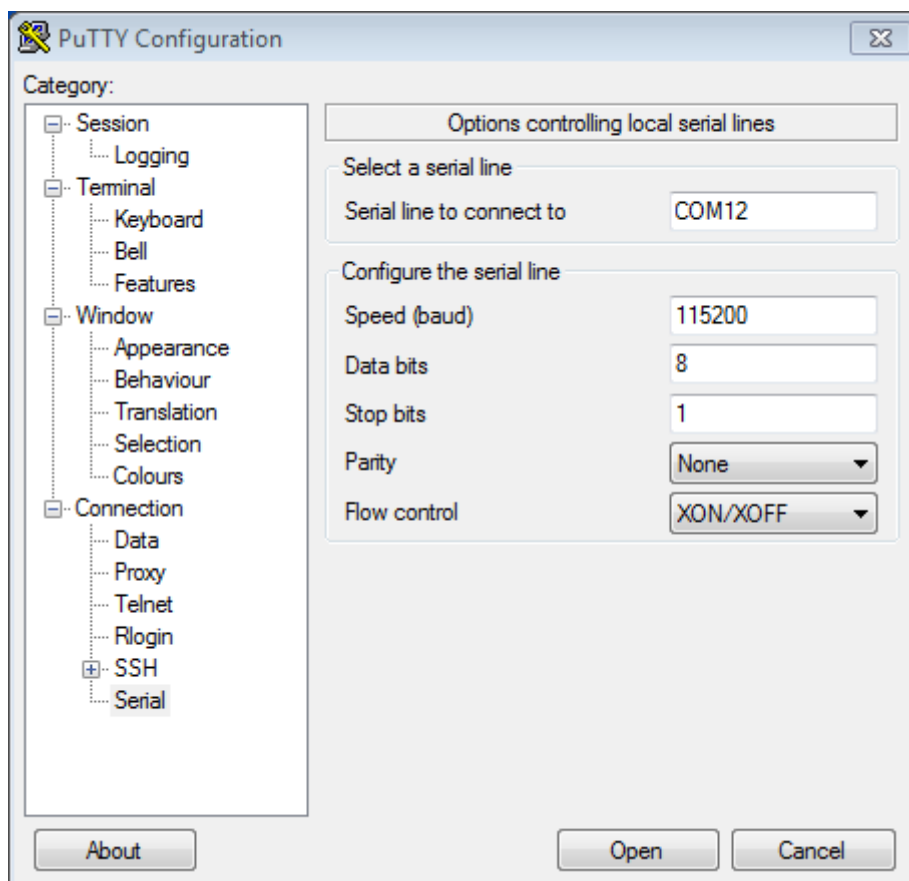 PuTTY Configuration
Category:
Session
Logging
Terminal
Keyboard
Bell
Features
Window
Appearance
Behaviour
Translation
Selection
Colours
Connection
Data
Proxy
Telnet
Rlogin
SSH
Serial
Options controlling local serial lines
Select a serial line
Serial line to connect to COM12
Configure the serial line
Speed (baud) 115200
Data bits 8
Stop bits 1
Parity None
Flow control XON/XOFF
About Open Cancel